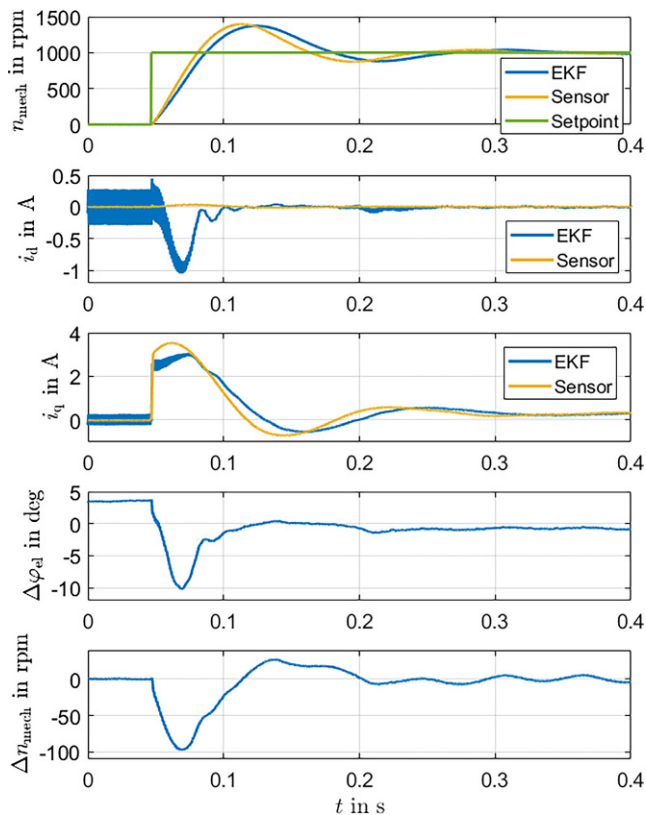 1500
1000
500
0
n_mech in rpm
EKF
Sensor
Setpoint
0 0.1 0.2 0.3 0.4
0.5
0
-0.5
-1
i_d in A
EKF
Sensor
0 0.1 0.2 0.3 0.4
4
2
0
i_q in A
EKF
Sensor
0 0.1 0.2 0.3 0.4
5
0
-5
-10
Δφ_el in deg
0 0.1 0.2 0.3 0.4
0
-50
-100
Δn_mech in rpm
0 0.1 0.2 0.3 0.4
t in s